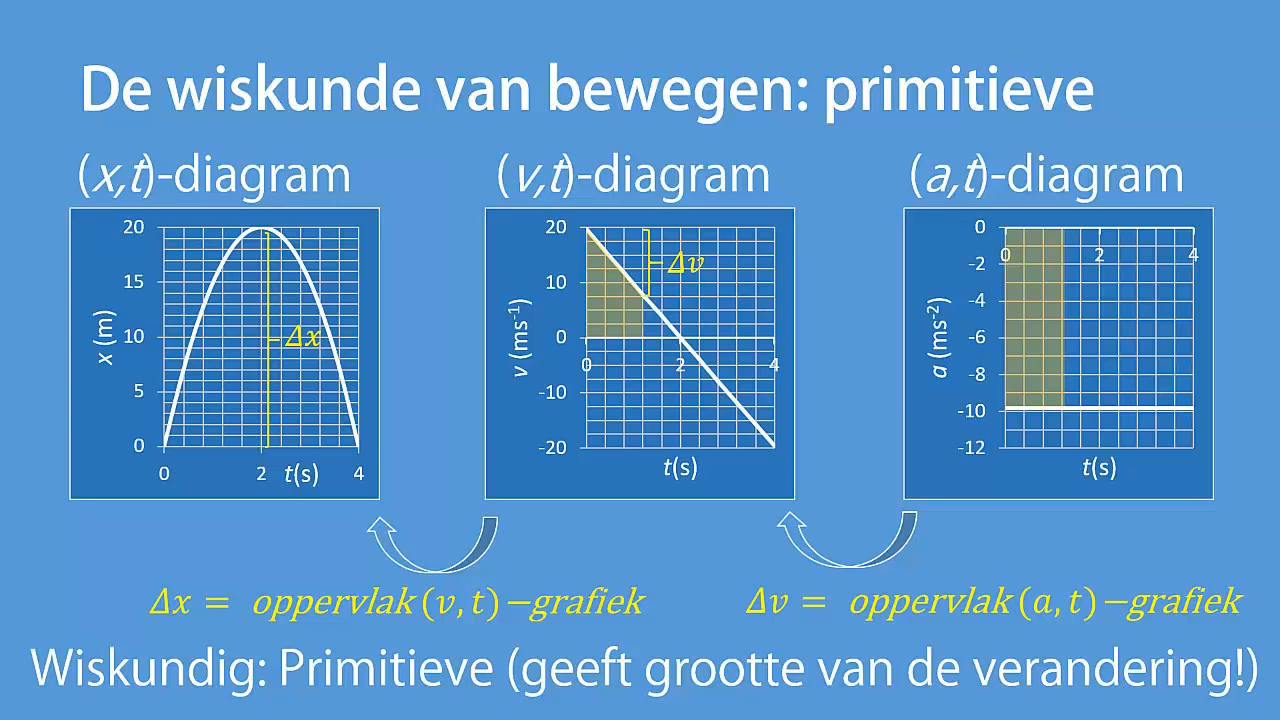 De wiskunde van bewegen: primitieve
(x,t)-diagram
20
15
10
5
0
x (m)
Δx
0 2 t(s) 4
(v,t)-diagram
20
10
0
-10
-20
v (ms⁻¹)
Δv
0 2 4
t(s)
(a,t)-diagram
0
-2
-4
-6
-8
-10
-12
a (ms⁻²)
0 2 4
t(s)
Δx = oppervlak (v, t) −grafiek
Δv = oppervlak (a, t) −grafiek
Wiskundig: Primitieve (geeft grootte van de verandering!)